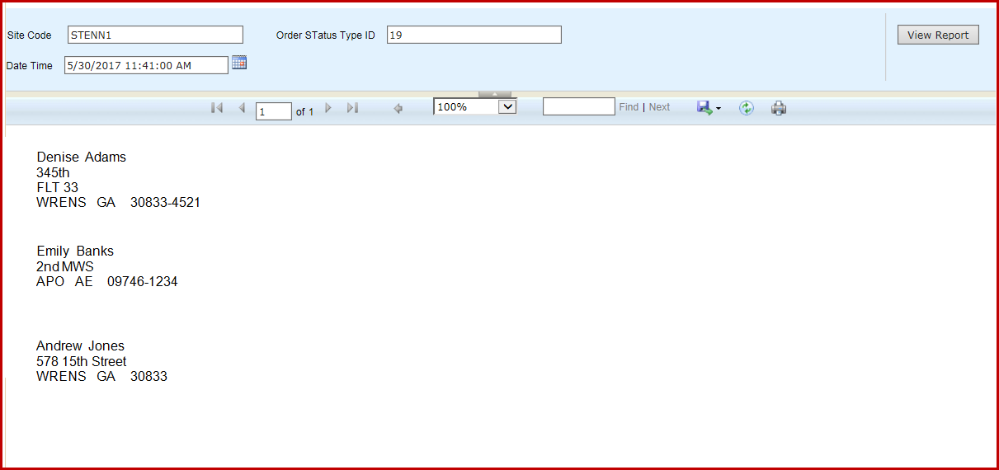 Site Code STENN1 Order STatus Type ID 19 View Report
Date Time 5/30/2017 11:41:00 AM
1 of 1 100% Find | Next
Denise Adams
345th
FLT 33
WRENS GA 30833-4521
Emily Banks
2nd MWS
APO AE 09746-1234
Andrew Jones
578 15th Street
WRENS GA 30833